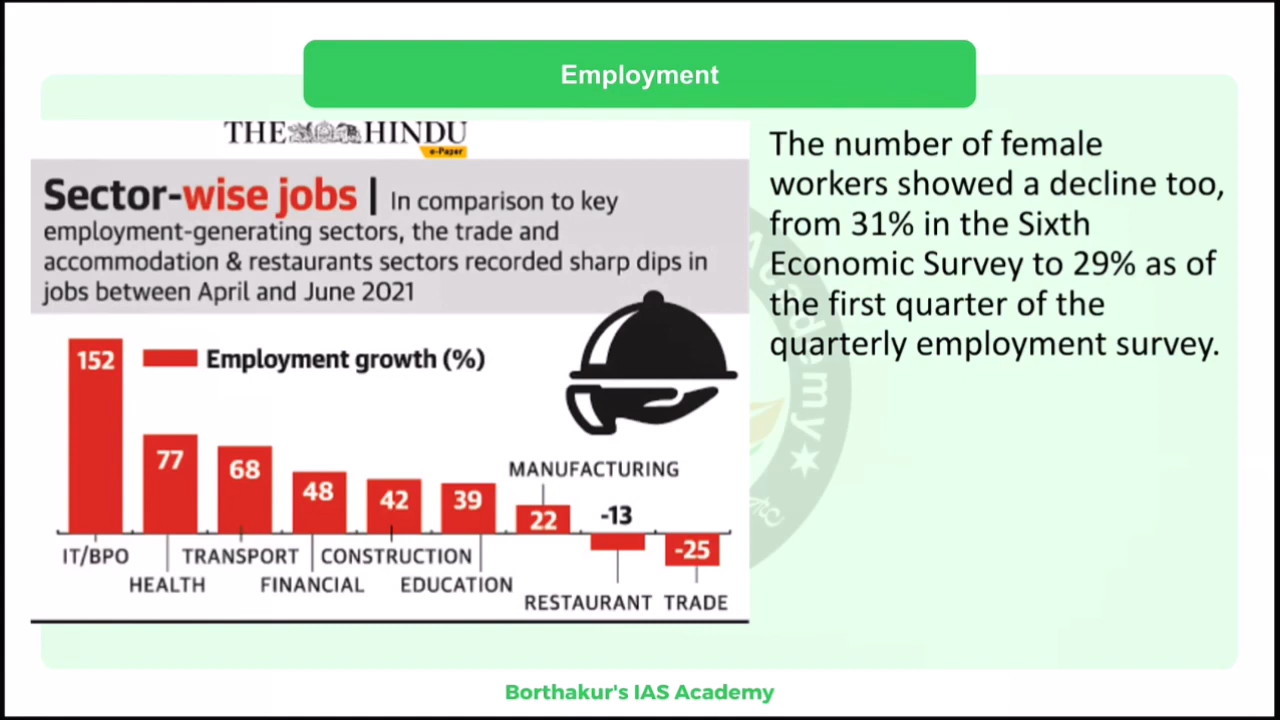 Employment
THE HINDU
e-Paper
Sector-wise jobs | In comparison to key
employment-generating sectors, the trade and
accommodation & restaurants sectors recorded sharp dips in
jobs between April and June 2021
152
Employment growth (%)
77
68
48
42
39
MANUFACTURING
22
-13
-25
IT/BPO
TRANSPORT
CONSTRUCTION
HEALTH
FINANCIAL
EDUCATION
RESTAURANT
TRADE
The number of female
workers showed a decline too,
from 31% in the Sixth
Economic Survey to 29% as of
the first quarter of the
quarterly employment survey.
Academy
Borthakur's IAS Academy